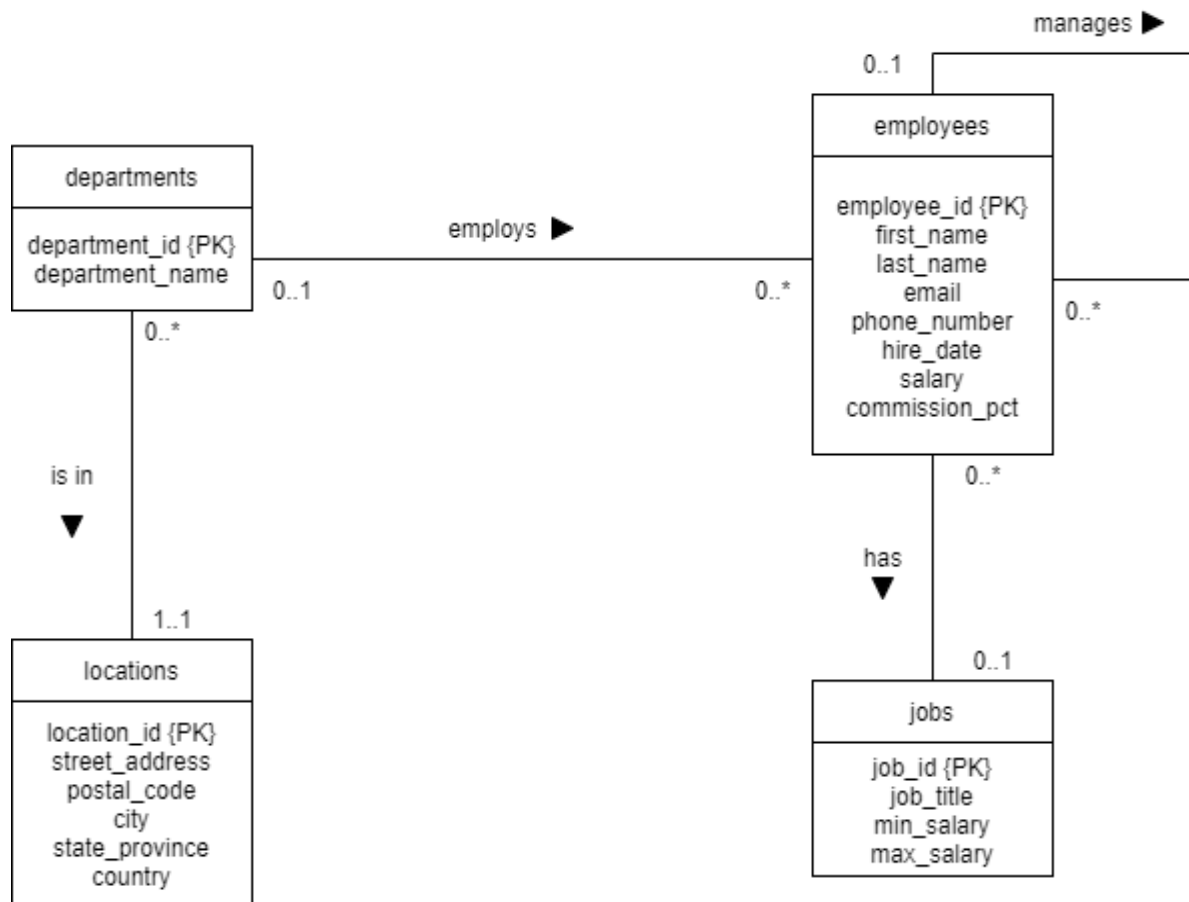 manages ▶
0..1
employees
employee_id {PK}
first_name
last_name
email
phone_number
hire_date
salary
commission_pct
departments
department_id {PK}
department_name
employs ▶
0..1
0..*
0..*
0..*
is in
▼
1..1
0..*
has
▼
0..1
locations
location_id {PK}
street_address
postal_code
city
state_province
country
jobs
job_id {PK}
job_title
min_salary
max_salary